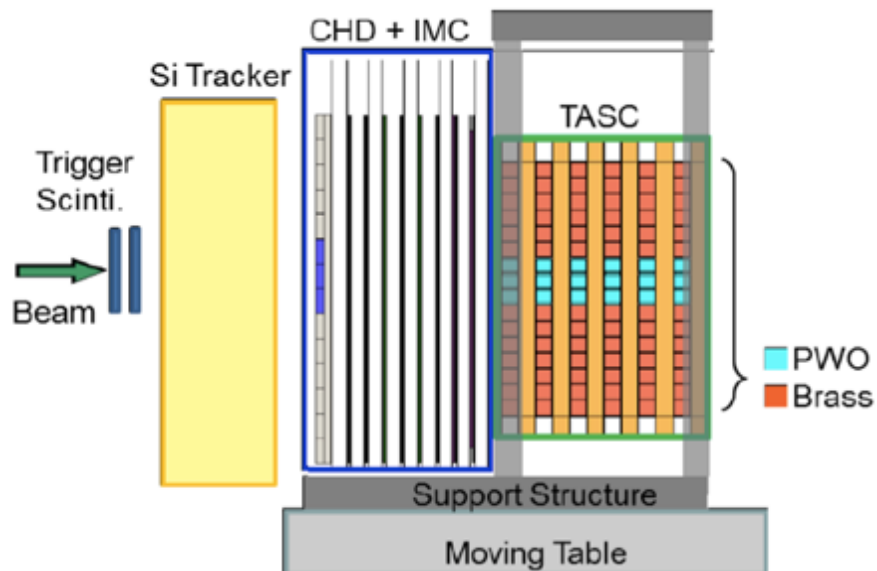 CHD + IMC
Si Tracker
TASC
Trigger
Scinti.
Beam
PWO
Brass
Support Structure
Moving Table